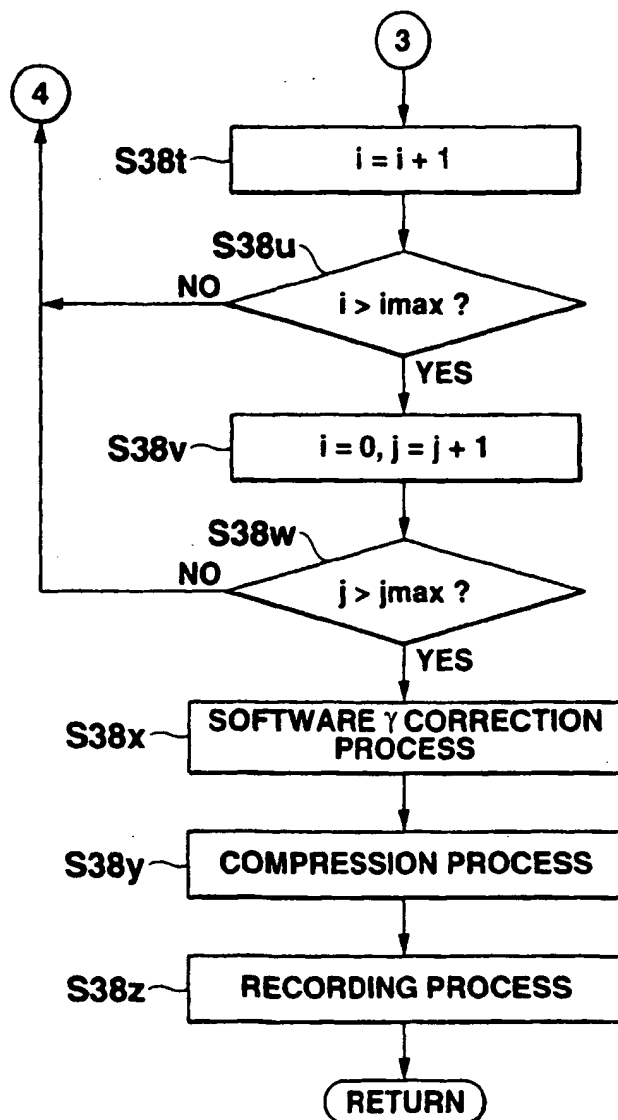 3
4
S38t
i = i + 1
S38u
NO
i > imax ?
YES
S38v
i = 0, j = j + 1
S38w
NO
j > jmax ?
YES
S38x
SOFTWARE γ CORRECTION
PROCESS
S38y
COMPRESSION PROCESS
S38z
RECORDING PROCESS
RETURN